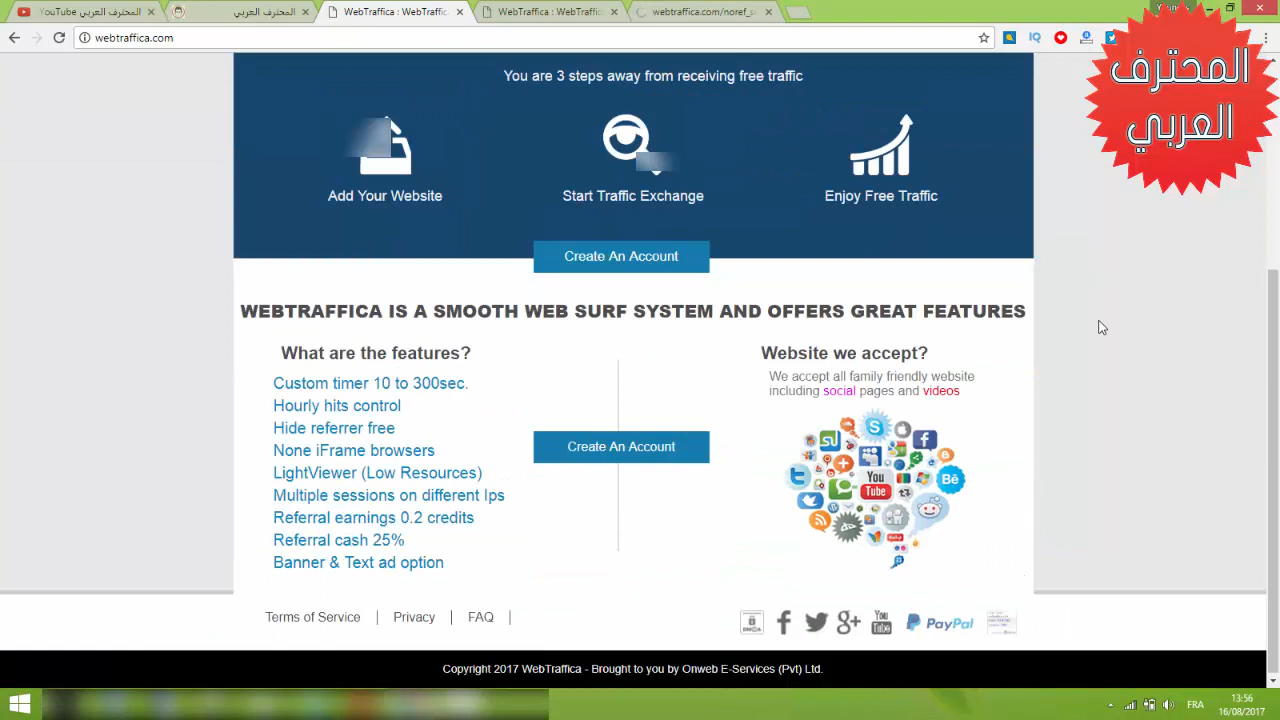 المحترف العربي YouTube
المحترف العربي
WebTraffica : WebTraffic
WebTraffica : WebTraffic
webtraffica.com/noref_s
webtraffica.com
المحترف
العربي
You are 3 steps away from receiving free traffic
Add Your Website
Start Traffic Exchange
Enjoy Free Traffic
Create An Account
WEBTRAFFICA IS A SMOOTH WEB SURF SYSTEM AND OFFERS GREAT FEATURES
What are the features?
Website we accept?
Custom timer 10 to 300sec.
We accept all family friendly website
including social pages and videos
Hourly hits control
Hide referrer free
None iFrame browsers
Create An Account
LightViewer (Low Resources)
You
Tube
Multiple sessions on different Ips
Referral earnings 0.2 credits
Referral cash 25%
Banner & Text ad option
Terms of Service | Privacy | FAQ |
You
Tube
PayPal
Copyright 2017 WebTraffica - Brought to you by Onweb E-Services (Pvt) Ltd.
FRA
13:56
16/08/2017